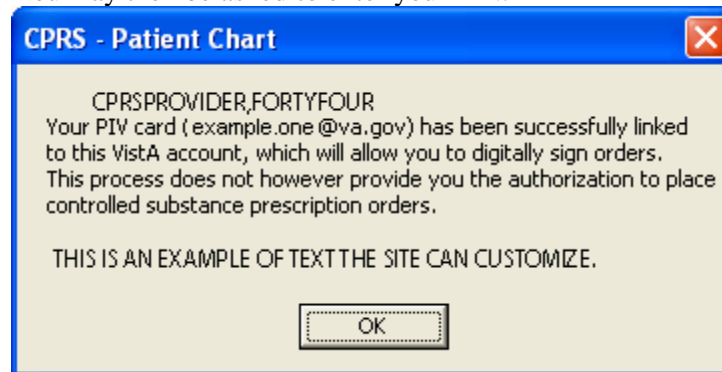 CPRS - Patient Chart
CPRSPROVIDER,FORTYFOUR
Your PIV card (example.one@va.gov) has been successfully linked
to this VistA account, which will allow you to digitally sign orders.
This process does not however provide you the authorization to place
controlled substance prescription orders.
THIS IS AN EXAMPLE OF TEXT THE SITE CAN CUSTOMIZE.
OK